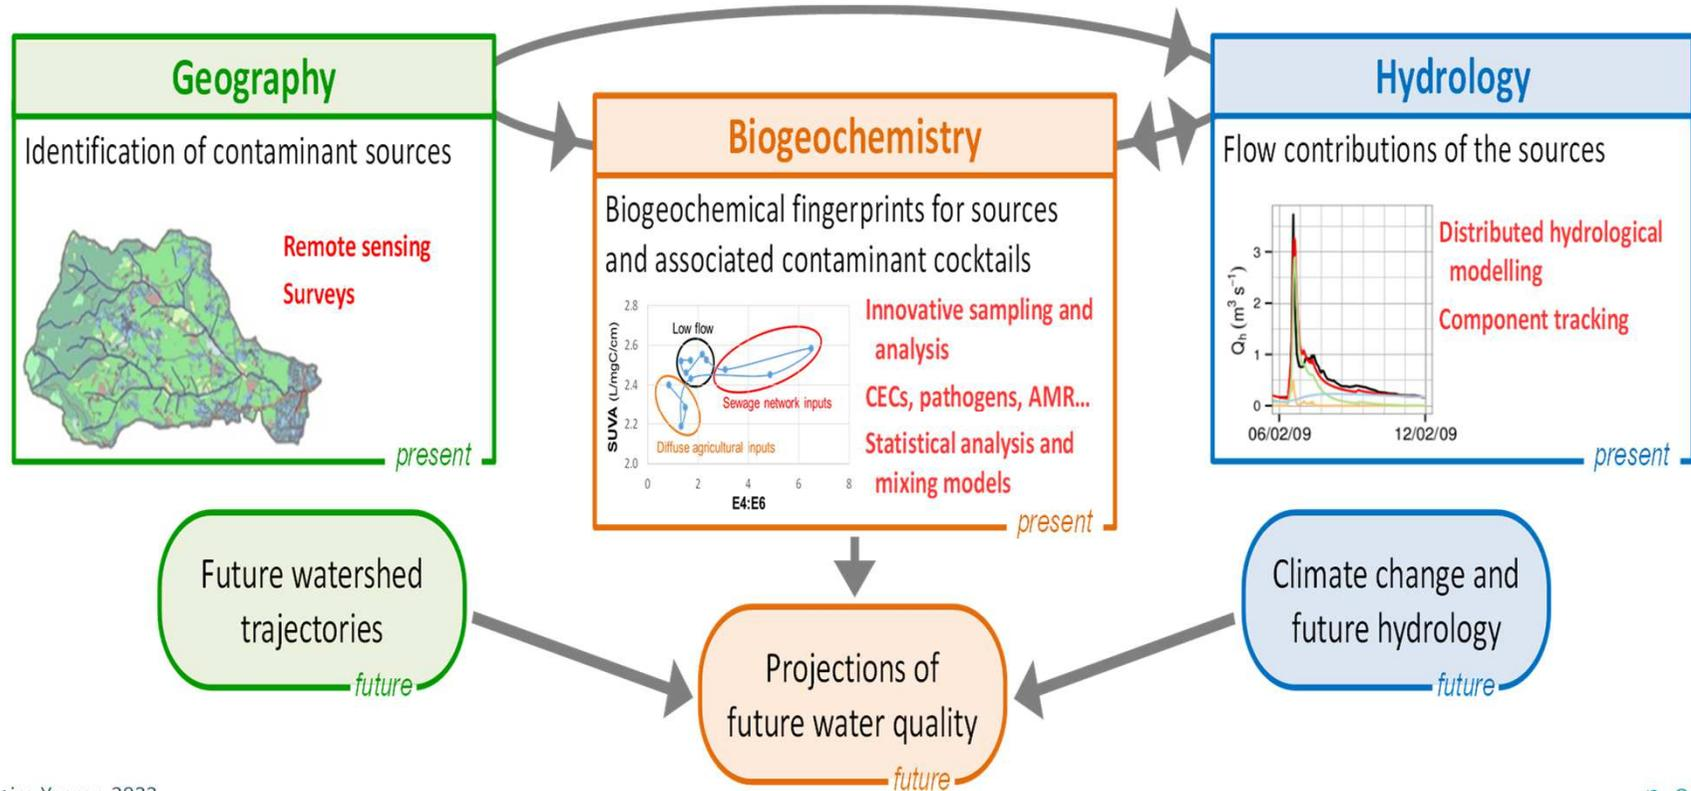 Geography
Identification of contaminant sources
Remote sensing
Surveys
present
Biogeochemistry
Biogeochemical fingerprints for sources
and associated contaminant cocktails
2.8
2.6
2.4
2.2
2.0
SUVA (L/mgC/cm)
Low flow
Sewage network inputs
Diffuse agricultural inputs
0 2 4 6 8
E4:E6
Innovative sampling and
analysis
CECs, pathogens, AMR...
Statistical analysis and
mixing models
present
Hydrology
Flow contributions of the sources
Qh (m³ s⁻¹)
3
2
1
0
06/02/09 12/02/09
Distributed hydrological
modelling
Component tracking
present
Future watershed
trajectories
future
Projections of
future water quality
future
Climate change and
future hydrology
future